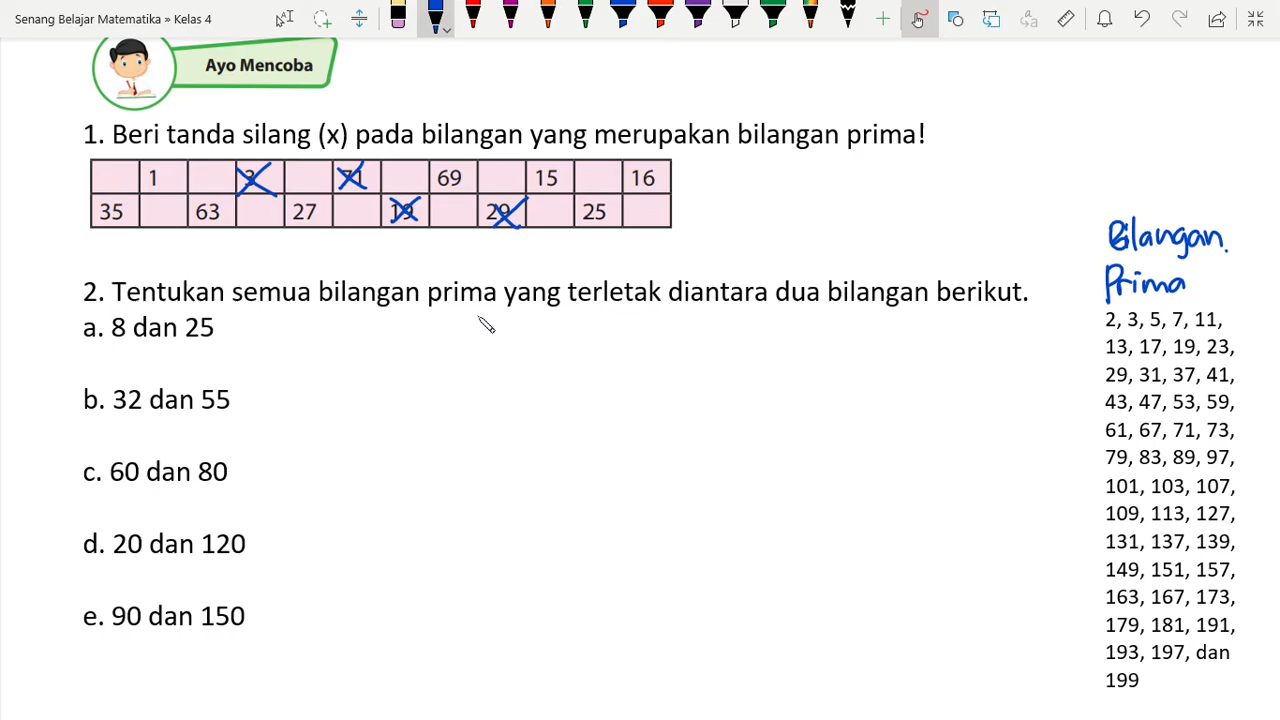 Senang Belajar Matematika » Kelas 4
Ayo Mencoba
1. Beri tanda silang (x) pada bilangan yang merupakan bilangan prima!
1 3 71 69 15 16
35 63 27 19 29 25
2. Tentukan semua bilangan prima yang terletak diantara dua bilangan berikut.
a. 8 dan 25
b. 32 dan 55
c. 60 dan 80
d. 20 dan 120
e. 90 dan 150
Bilangan.
Prima
2, 3, 5, 7, 11,
13, 17, 19, 23,
29, 31, 37, 41,
43, 47, 53, 59,
61, 67, 71, 73,
79, 83, 89, 97,
101, 103, 107,
109, 113, 127,
131, 137, 139,
149, 151, 157,
163, 167, 173,
179, 181, 191,
193, 197, dan
199